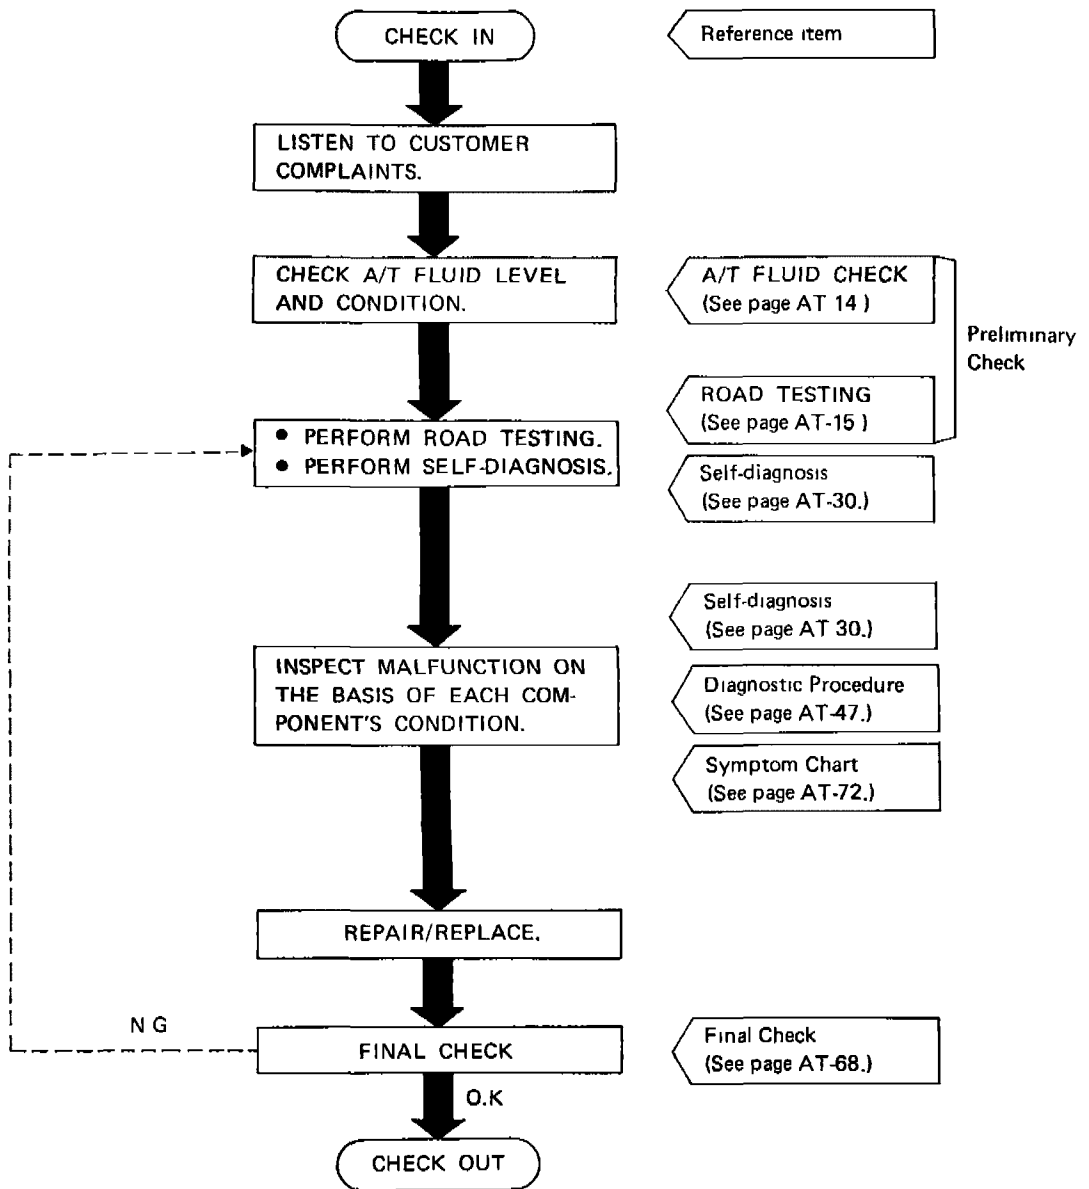 CHECK IN
Reference item
LISTEN TO CUSTOMER
COMPLAINTS.
CHECK A/T FLUID LEVEL
AND CONDITION.
A/T FLUID CHECK
(See page AT 14 )
Preliminary
Check
ROAD TESTING
(See page AT-15 )
• PERFORM ROAD TESTING.
• PERFORM SELF-DIAGNOSIS.
Self-diagnosis
(See page AT-30.)
Self-diagnosis
(See page AT 30.)
INSPECT MALFUNCTION ON
THE BASIS OF EACH COM-
PONENT'S CONDITION.
Diagnostic Procedure
(See page AT-47.)
Symptom Chart
(See page AT-72.)
REPAIR/REPLACE.
N G
FINAL CHECK
Final Check
(See page AT-68.)
O.K
CHECK OUT